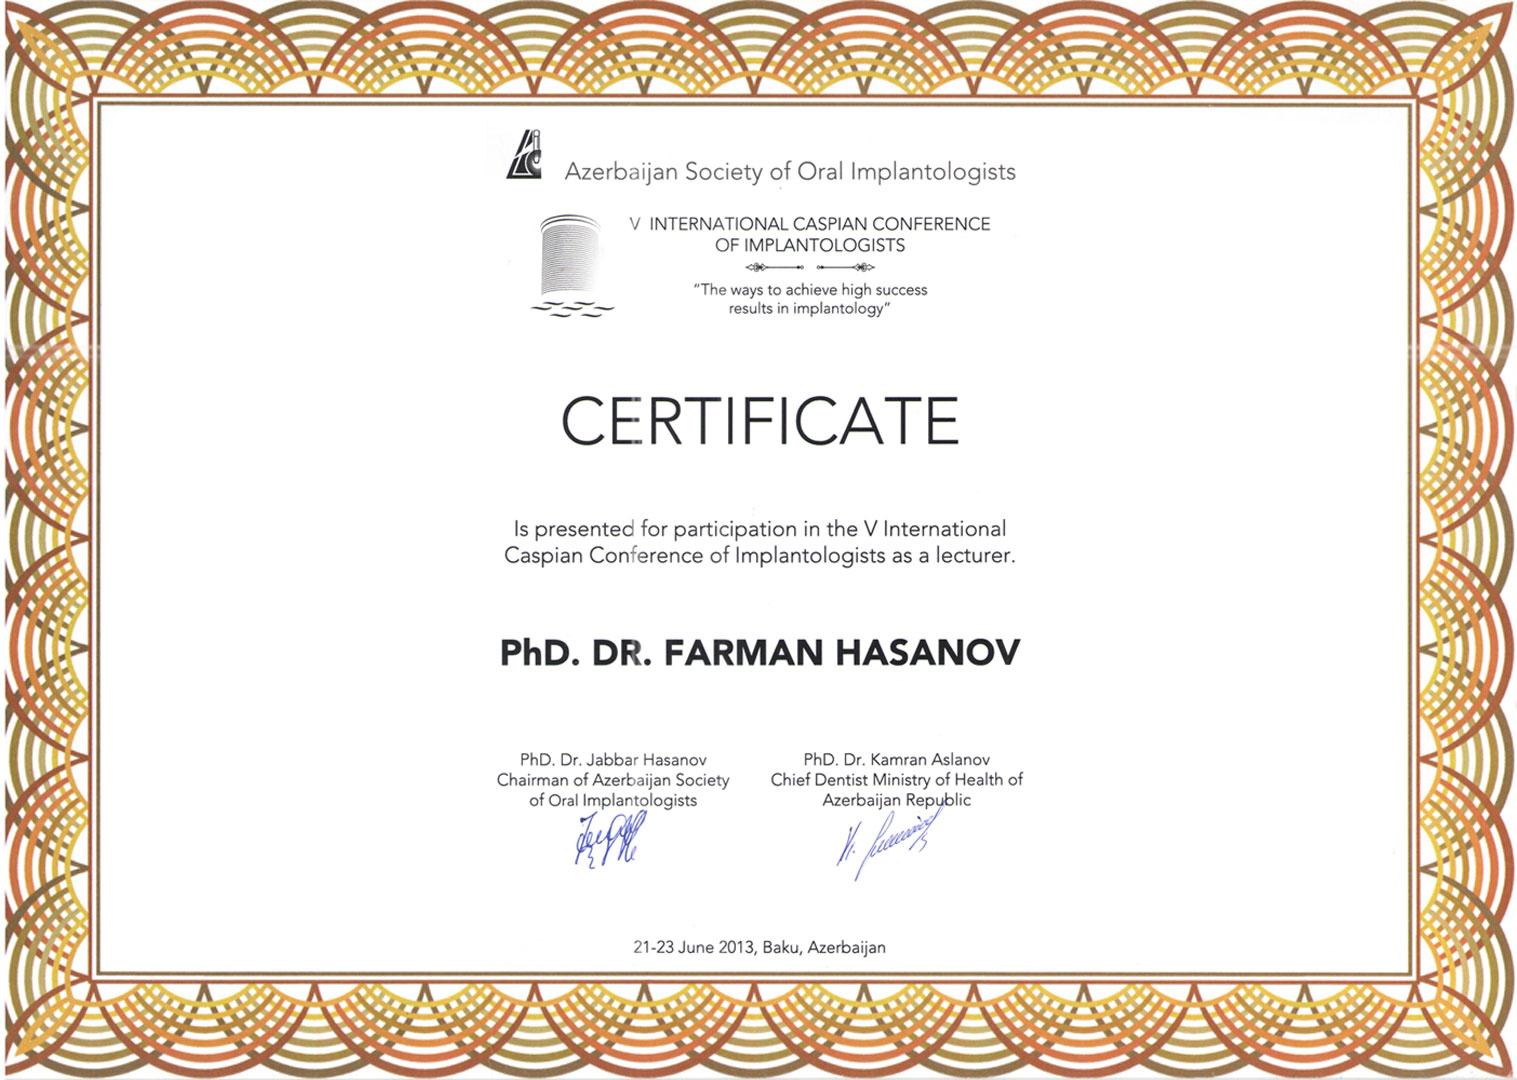 Azerbaijan Society of Oral Implantologists
V INTERNATIONAL CASPIAN CONFERENCE
OF IMPLANTOLOGISTS
“The ways to achieve high success
results in implantology”
CERTIFICATE
Is presented for participation in the V International
Caspian Conference of Implantologists as a lecturer.
PhD. DR. FARMAN HASANOV
PhD. Dr. Jabbar Hasanov
Chairman of Azerbaijan Society
of Oral Implantologists
PhD. Dr. Kamran Aslanov
Chief Dentist Ministry of Health of
Azerbaijan Republic
21-23 June 2013, Baku, Azerbaijan